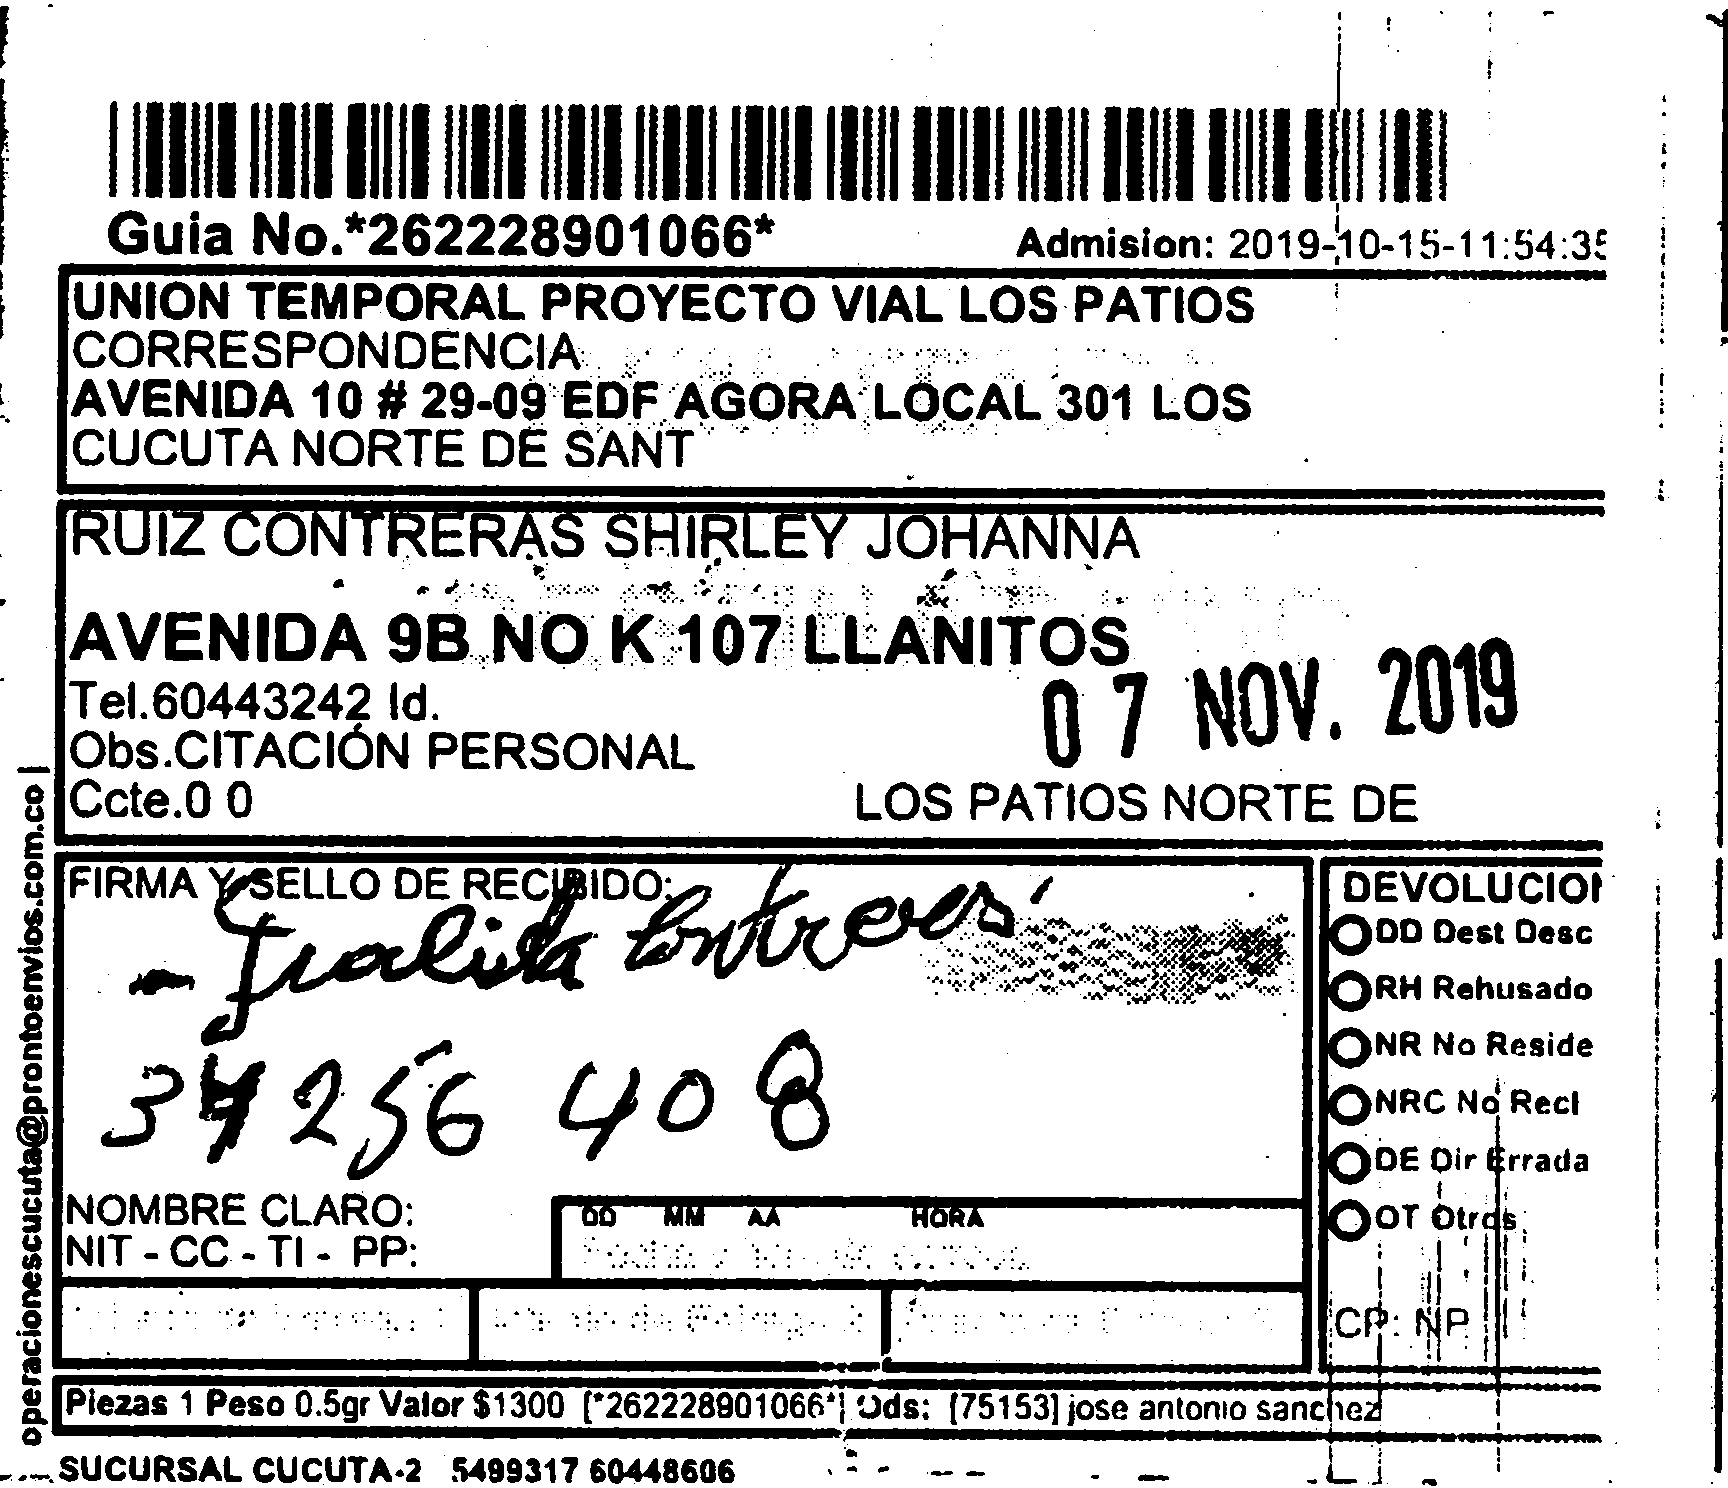 Guia No.*262228901066*
Admision: 2019-10-15-11:54:35
UNION TEMPORAL PROYECTO VIAL LOS PATIOS
CORRESPONDENCIA
AVENIDA 10 # 29-09 EDF AGORA LOCAL 301 LOS
CUCUTA NORTE DE SANT
RUIZ CONTRERAS SHIRLEY JOHANNA
AVENIDA 9B NO K 107 LLANITOS
Tel.60443242 Id.
07 NOV. 2019
Obs.CITACIÓN PERSONAL
Ccte.0 0
LOS PATIOS NORTE DE
operacionescucuta@prontoenvios.com.co |
FIRMA Y SELLO DE RECIBIDO:
Contreras
256 408
NOMBRE CLARO:
NIT - CC - TI - PP:
DD MM AA HORA
DEVOLUCION
DD Dest Desc
RH Rehusado
NR No Reside
NRC No Recl
DE Dir Errada
OT Otros
CP: NP
Piezas 1 Peso 0.5gr Valor $1300 [*262228901066*] Ods: [75153] jose antonio sanchez
SUCURSAL CUCUTA-2 5499317 60448606